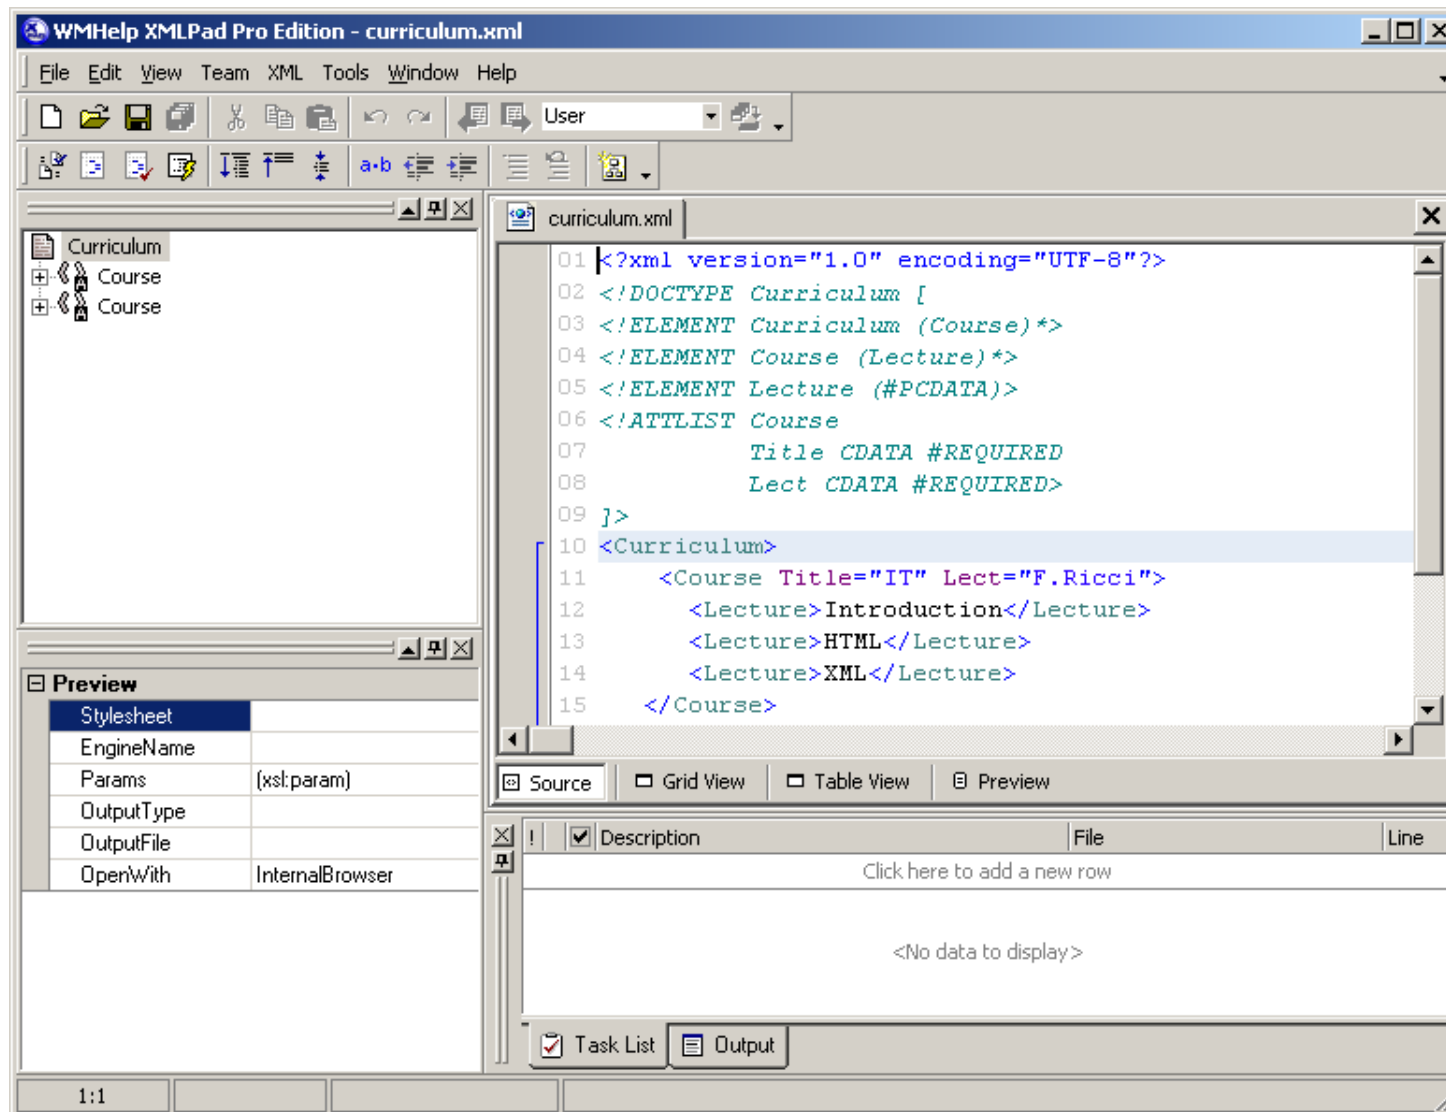 WMHelp XMLPad Pro Edition - curriculum.xml
File Edit View Team XML Tools Window Help
User
a·b
Curriculum
Course
Course
curriculum.xml
01 <?xml version="1.0" encoding="UTF-8"?>
02 <!DOCTYPE Curriculum [
03 <!ELEMENT Curriculum (Course)*>
04 <!ELEMENT Course (Lecture)*>
05 <!ELEMENT Lecture (#PCDATA)>
06 <!ATTLIST Course
07 Title CDATA #REQUIRED
08 Lect CDATA #REQUIRED>
09 ]>
10 <Curriculum>
11 <Course Title="IT" Lect="F.Ricci">
12 <Lecture>Introduction</Lecture>
13 <Lecture>HTML</Lecture>
14 <Lecture>XML</Lecture>
15 </Course>
Source Grid View Table View Preview
Preview
Stylesheet
EngineName
Params (xsl:param)
OutputType
OutputFile
OpenWith InternalBrowser
! Description File Line
Click here to add a new row
<No data to display>
Task List Output
1:1